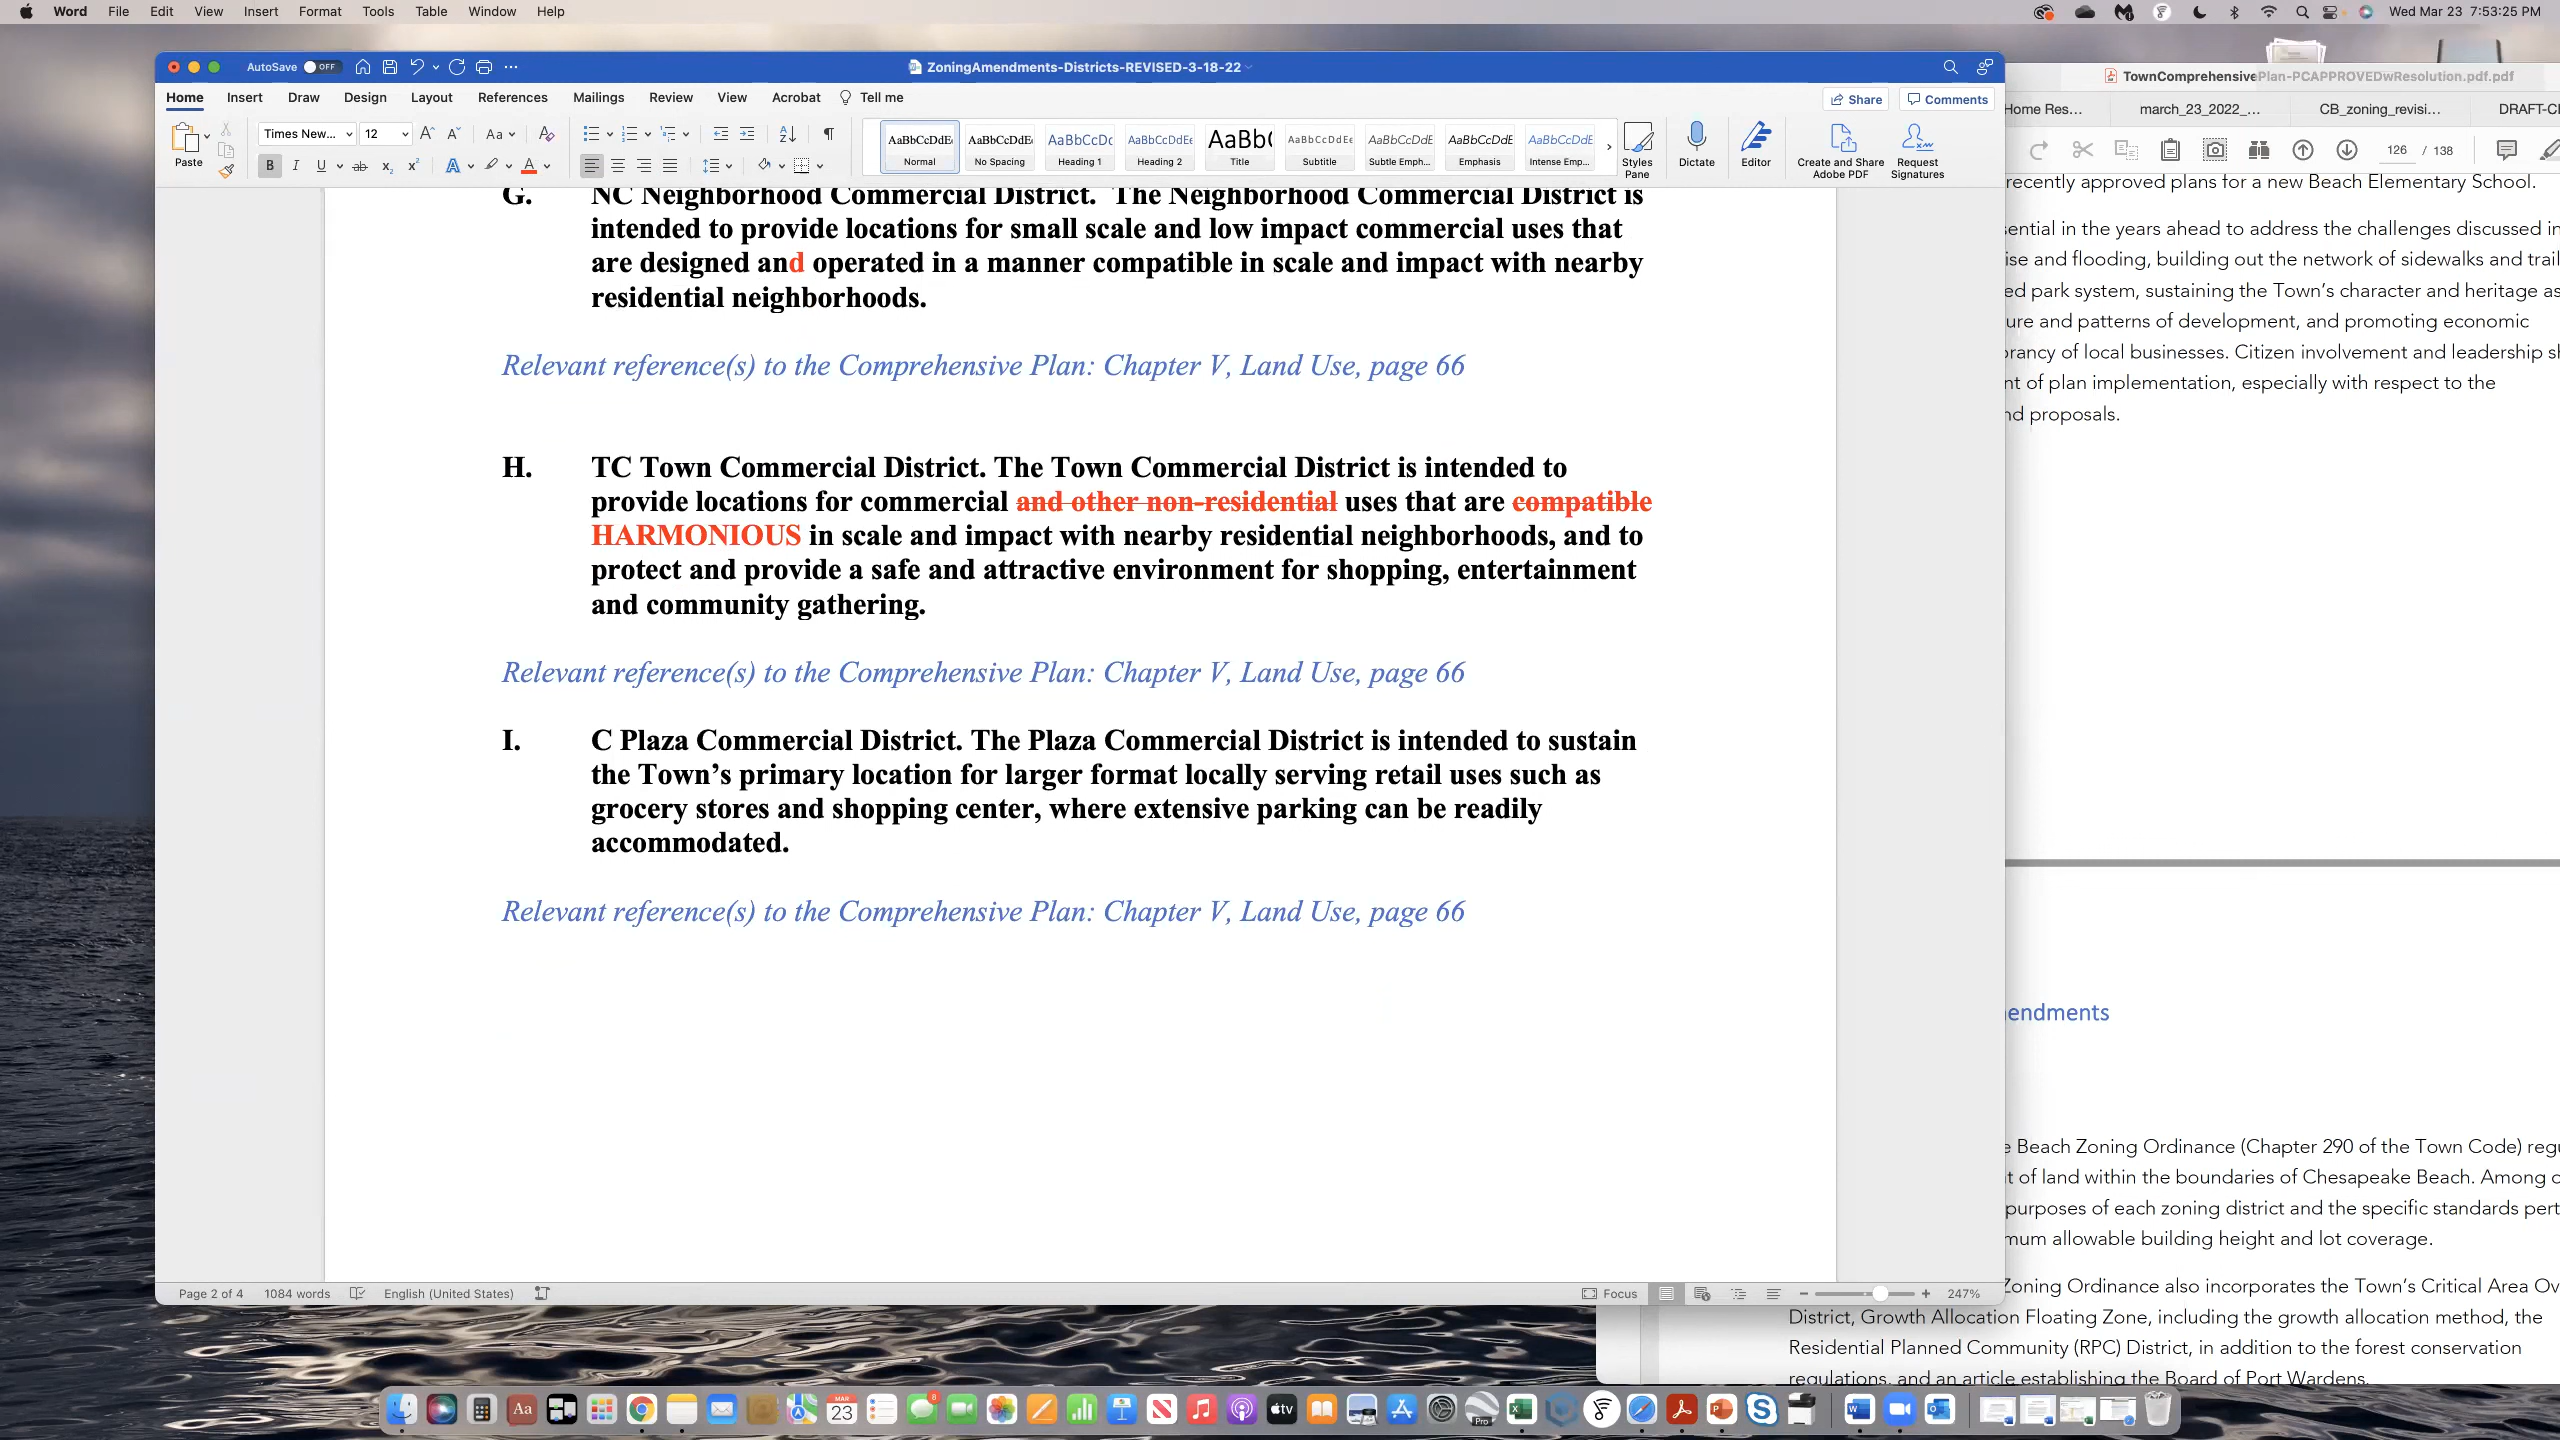 Word File Edit View Insert Format Tools Table Window Help
Wed Mar 23 7:53:25 PM
AutoSave OFF
ZoningAmendments-Districts-REVISED-3-18-22
Home Insert Draw Design Layout References Mailings Review View Acrobat Tell me
Share Comments
Paste
Times New... 12
AaBbCcDdE AaBbCcDdE AaBbCcDc AaBbCcDdEe AaBb( AaBbCcDdEe AaBbCcDdE AaBbCcDdE AaBbCcDdE
Normal No Spacing Heading 1 Heading 2 Title Subtitle Subtle Emph... Emphasis Intense Emp...
Styles Pane
Dictate
Editor
Create and Share Adobe PDF
Request Signatures
G. NC Neighborhood Commercial District. The Neighborhood Commercial District is
intended to provide locations for small scale and low impact commercial uses that
are designed and operated in a manner compatible in scale and impact with nearby
residential neighborhoods.
Relevant reference(s) to the Comprehensive Plan: Chapter V, Land Use, page 66
H. TC Town Commercial District. The Town Commercial District is intended to
provide locations for commercial and other non-residential uses that are compatible
HARMONIOUS in scale and impact with nearby residential neighborhoods, and to
protect and provide a safe and attractive environment for shopping, entertainment
and community gathering.
Relevant reference(s) to the Comprehensive Plan: Chapter V, Land Use, page 66
I. C Plaza Commercial District. The Plaza Commercial District is intended to sustain
the Town’s primary location for larger format locally serving retail uses such as
grocery stores and shopping center, where extensive parking can be readily
accommodated.
Relevant reference(s) to the Comprehensive Plan: Chapter V, Land Use, page 66
Page 2 of 4 1084 words English (United States)
Focus 247%
TownComprehensivePlan-PCAPPROVEDwResolution.pdf.pdf
Home Res... march_23_2022_... CB_zoning_revisi... DRAFT-C
126 / 138
recently approved plans for a new Beach Elementary School.
ential in the years ahead to address the challenges discussed in
ise and flooding, building out the network of sidewalks and trail
ed park system, sustaining the Town’s character and heritage as
ure and patterns of development, and promoting economic
rancy of local businesses. Citizen involvement and leadership sh
nt of plan implementation, especially with respect to the
nd proposals.
endments
e Beach Zoning Ordinance (Chapter 290 of the Town Code) regu
t of land within the boundaries of Chesapeake Beach. Among o
purposes of each zoning district and the specific standards pert
mum allowable building height and lot coverage.
Zoning Ordinance also incorporates the Town’s Critical Area Ov
District, Growth Allocation Floating Zone, including the growth allocation method, the
Residential Planned Community (RPC) District, in addition to the forest conservation
regulations, and an article establishing the Board of Port Wardens.
MAR
23
8
tv
Pro